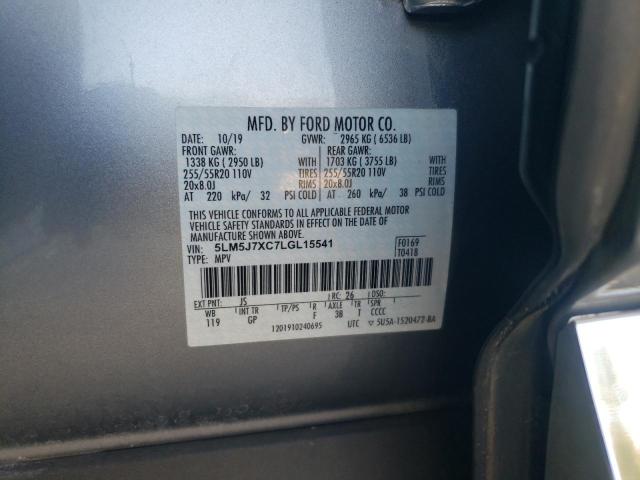 MFD. BY FORD MOTOR CO.
DATE: 10/19 GVWR: 2965 KG ( 6536 LB)
FRONT GAWR: REAR GAWR:
1338 KG ( 2950 LB) WITH 1703 KG ( 3755 LB) WITH
255/55R20 110V TIRES 255/55R20 110V TIRES
20x8.0J RIMS 20x8.0J RIMS
AT 220 kPa/ 32 PSI COLD AT 260 kPa/ 38 PSI COLD
THIS VEHICLE CONFORMS TO ALL APPLICABLE FEDERAL MOTOR
VEHICLE SAFETY STANDARDS IN EFFECT ON THE DATE OF
MANUFACTURE SHOWN ABOVE.
VIN: 5LM5J7XC7LGL15541 F0169
TYPE: MPV T0418
EXT PNT: JS RC: 26 DSO:
WB INT TR TP/PS R AXLE TR SPR
119 GP F 3B T CCCC
1201910240695 UTC ▽ 5U5A-1520472-BA